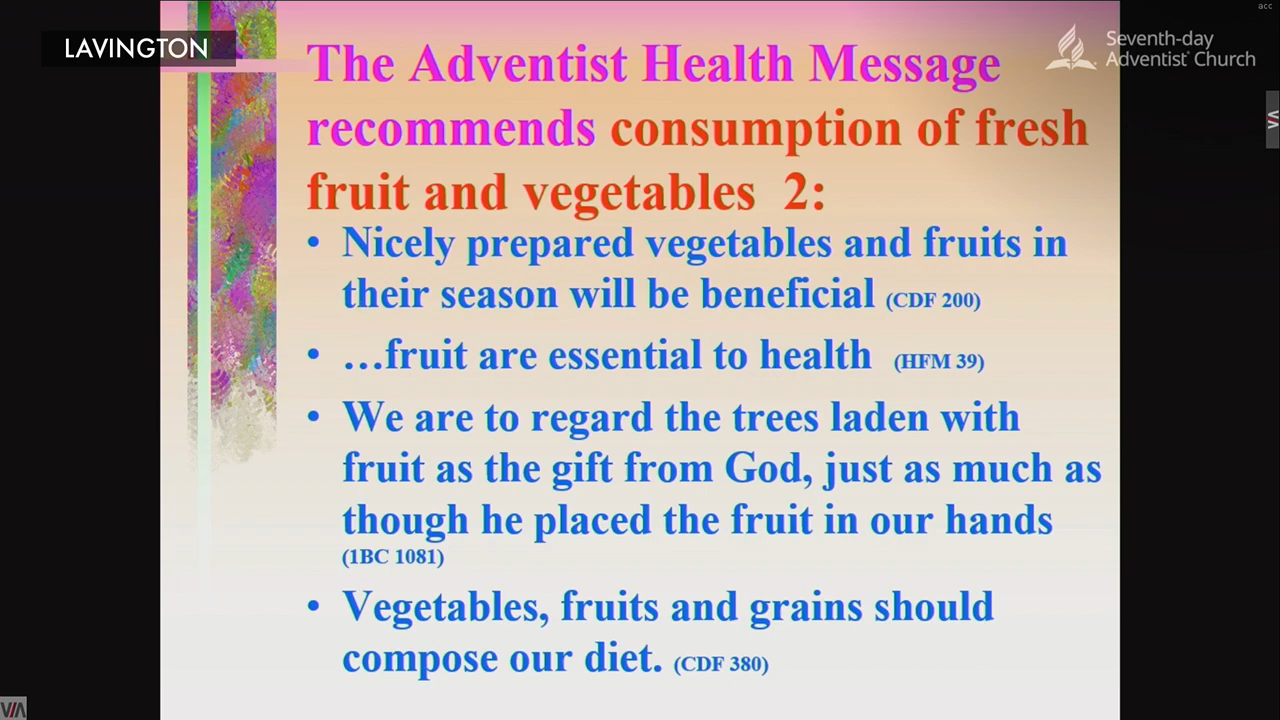 acc
LAVINGTON
Seventh-day
Adventist Church
The Adventist Health Message
recommends consumption of fresh
fruit and vegetables 2:
• Nicely prepared vegetables and fruits in
their season will be beneficial (CDF 200)
• …fruit are essential to health (HFM 39)
• We are to regard the trees laden with
fruit as the gift from God, just as much as
though he placed the fruit in our hands
(1BC 1081)
• Vegetables, fruits and grains should
compose our diet. (CDF 380)
VIA
VIA